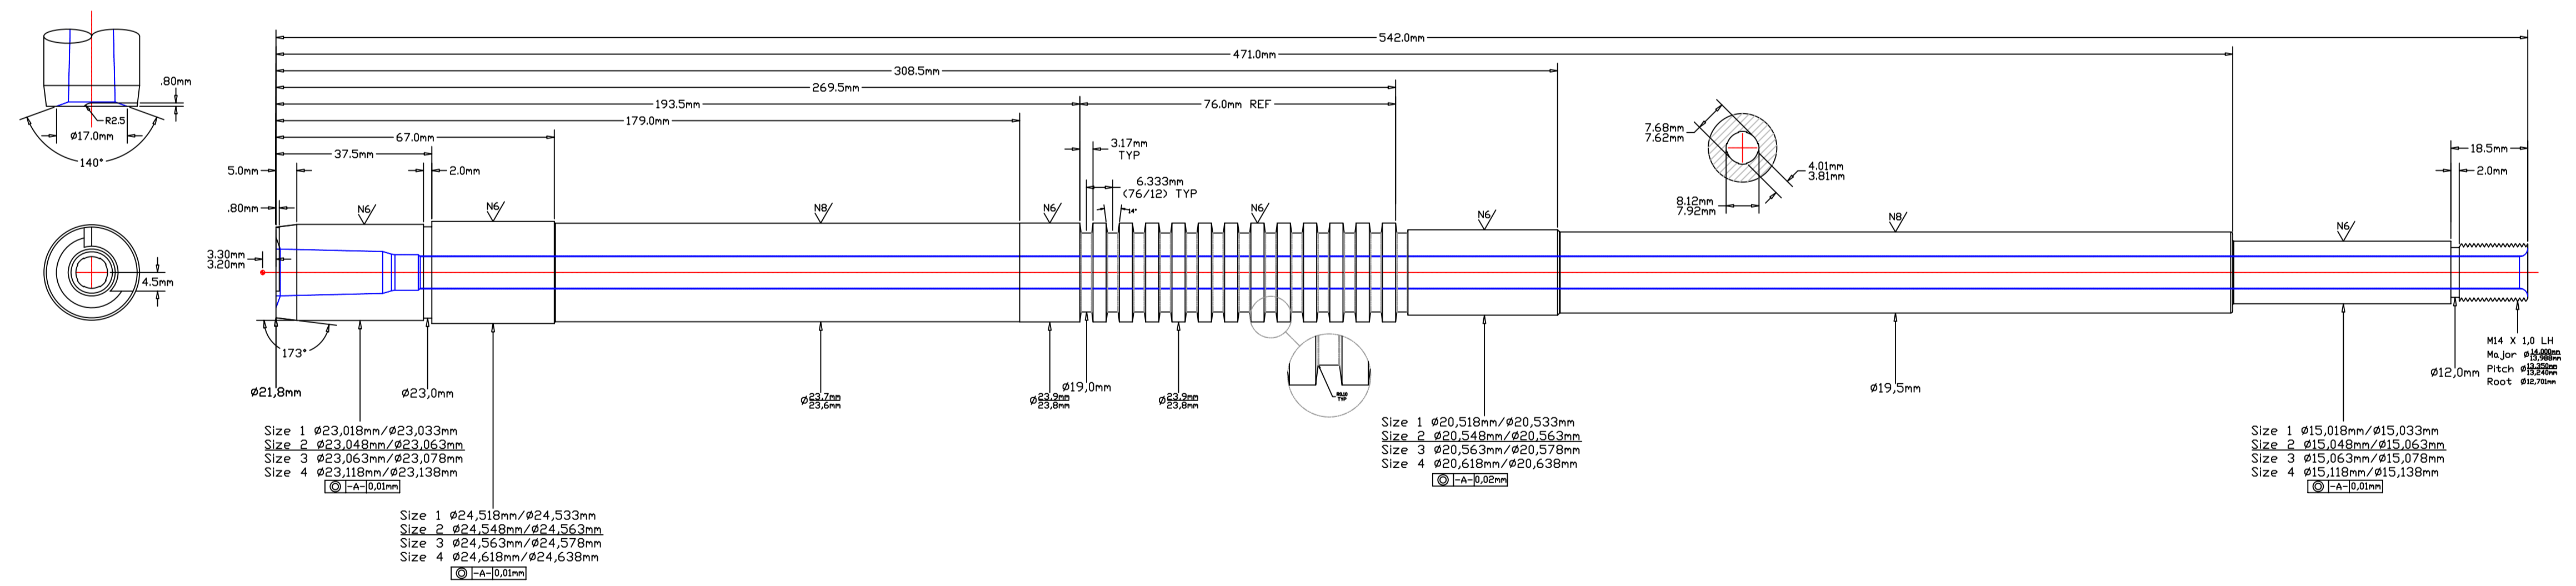 542.0mm
471.0mm
308.5mm
269.5mm
193.5mm
76.0mm REF
179.0mm
67.0mm
37.5mm
5.0mm
2.0mm
.80mm
3.30mm
3.20mm
.80mm
R2.5
Ø17.0mm
140°
4.5mm
3.17mm
TYP
6.333mm
(76/12) TYP
14°
7.68mm
7.62mm
4.01mm
3.81mm
8.12mm
7.92mm
18.5mm
2.0mm
N6
N6
N8
N6
N6
N6
N8
N6
173°
Ø21,8mm
Ø23,0mm
Ø23,7mm
23,6mm
Ø23,9mm
23,8mm
Ø19,0mm
Ø23,9mm
23,8mm
TYP
Ø19,5mm
Ø12,0mm
M14 X 1,0 LH
Major Ø14,000mm
Pitch Ø
13,240mm
Root Ø12,701mm
Size 1 Ø23,018mm/Ø23,033mm
Size 2 Ø23,048mm/Ø23,063mm
Size 3 Ø23,063mm/Ø23,078mm
Size 4 Ø23,118mm/Ø23,138mm
-A- 0,01mm
Size 1 Ø24,518mm/Ø24,533mm
Size 2 Ø24,548mm/Ø24,563mm
Size 3 Ø24,563mm/Ø24,578mm
Size 4 Ø24,618mm/Ø24,638mm
-A- 0,01mm
Size 1 Ø20,518mm/Ø20,533mm
Size 2 Ø20,548mm/Ø20,563mm
Size 3 Ø20,563mm/Ø20,578mm
Size 4 Ø20,618mm/Ø20,638mm
-A- 0,02mm
Size 1 Ø15,018mm/Ø15,033mm
Size 2 Ø15,048mm/Ø15,063mm
Size 3 Ø15,063mm/Ø15,078mm
Size 4 Ø15,118mm/Ø15,138mm
-A- 0,01mm